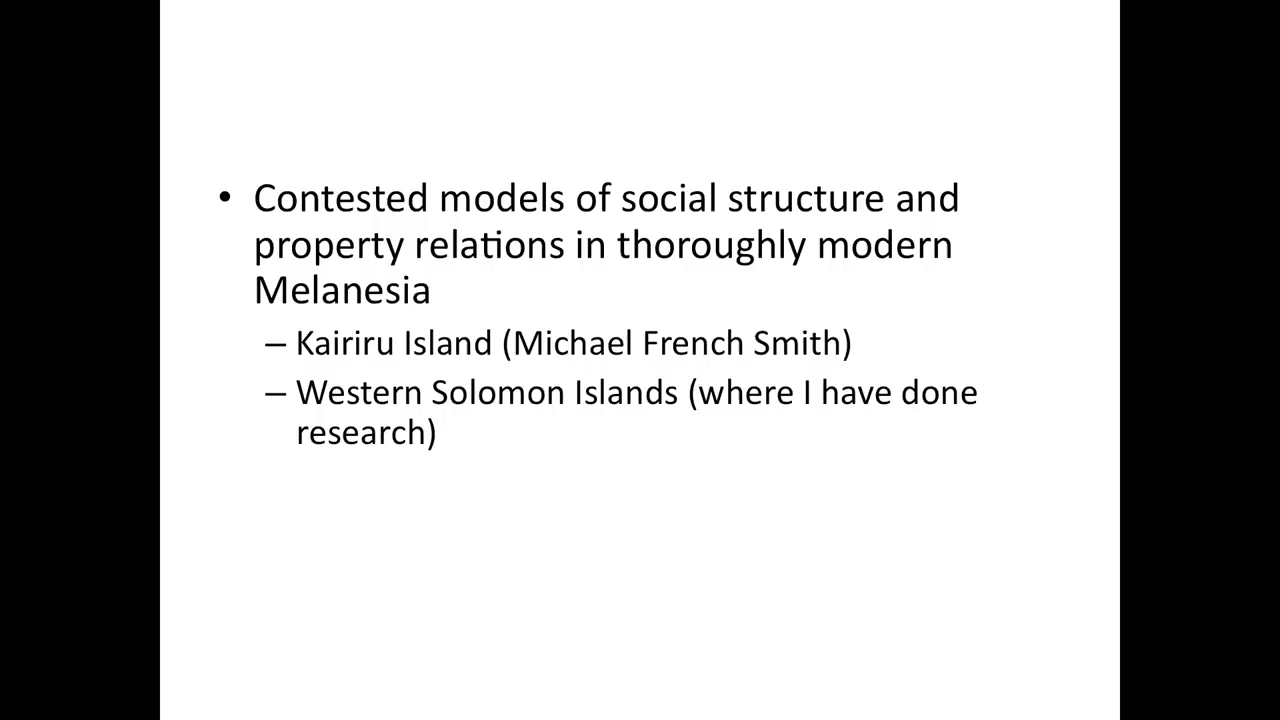 • Contested models of social structure and
property relations in thoroughly modern
Melanesia
– Kairiru Island (Michael French Smith)
– Western Solomon Islands (where I have done
research)